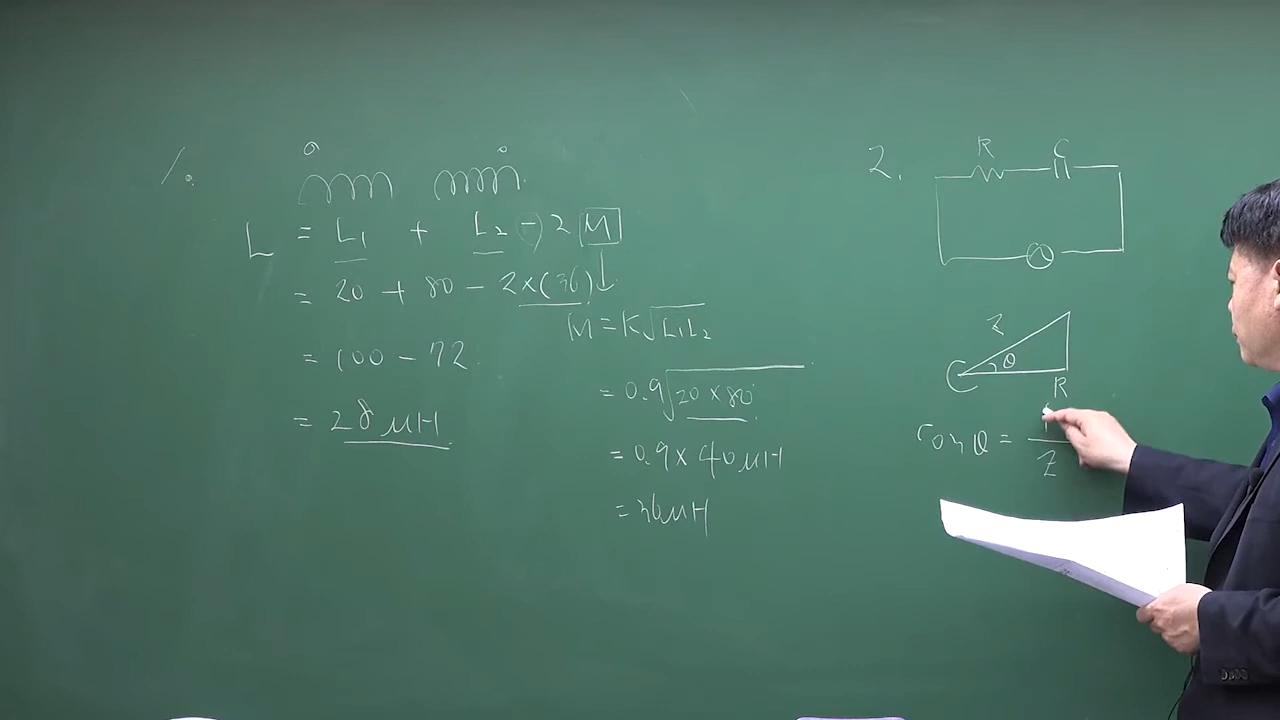 1.
L = L₁ + L₂ - 2 M
= 20 + 80 - 2×(36)
= 100 - 72
= 28 μH
M = K√L₁L₂
= 0.9√20×80
= 0.9 × 40 μH
= 36 μH
2.
R C
Z
θ
R
cos θ =
Z